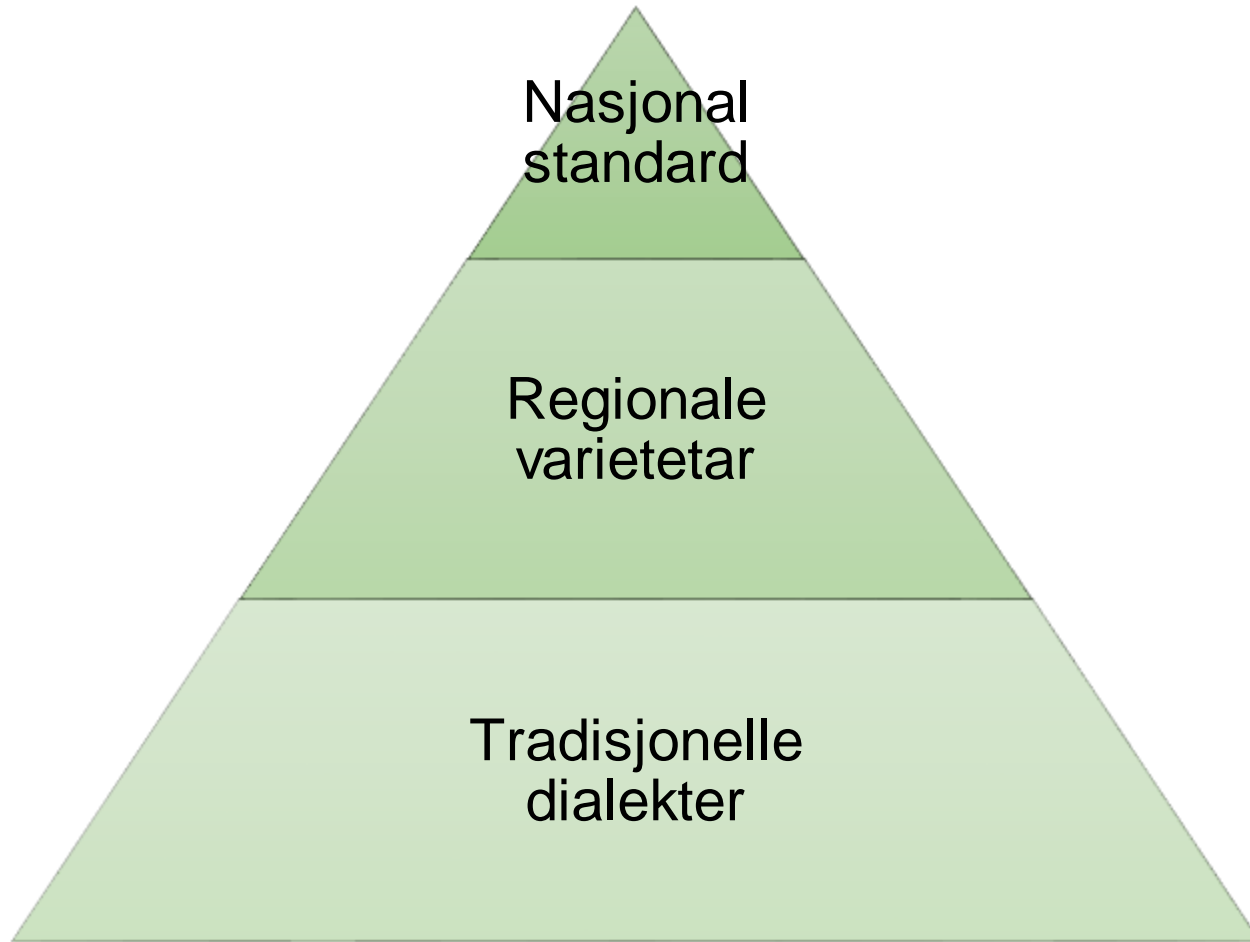 Nasjonal
standard
Regionale
varietetar
Tradisjonelle
dialekter